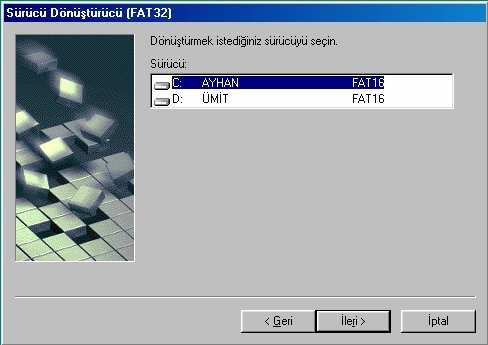 Sürücü Dönüştürücü (FAT32)
Dönüştürmek istediğiniz sürücüyü seçin.
Sürücü:
C: AYHAN FAT16
D: ÜMİT FAT16
< Geri İleri > İptal